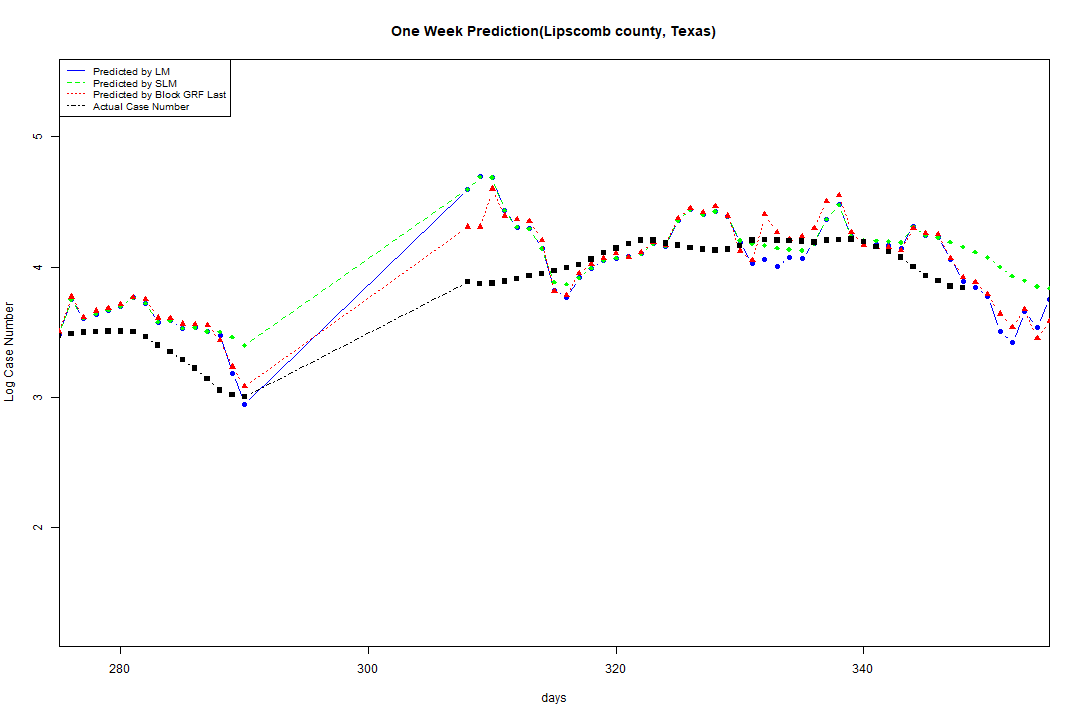 One Week Prediction(Lipscomb county, Texas)
Predicted by LM
Predicted by SLM
Predicted by Block GRF Last
Actual Case Number
5
4
3
2
Log Case Number
280
300
320
340
days